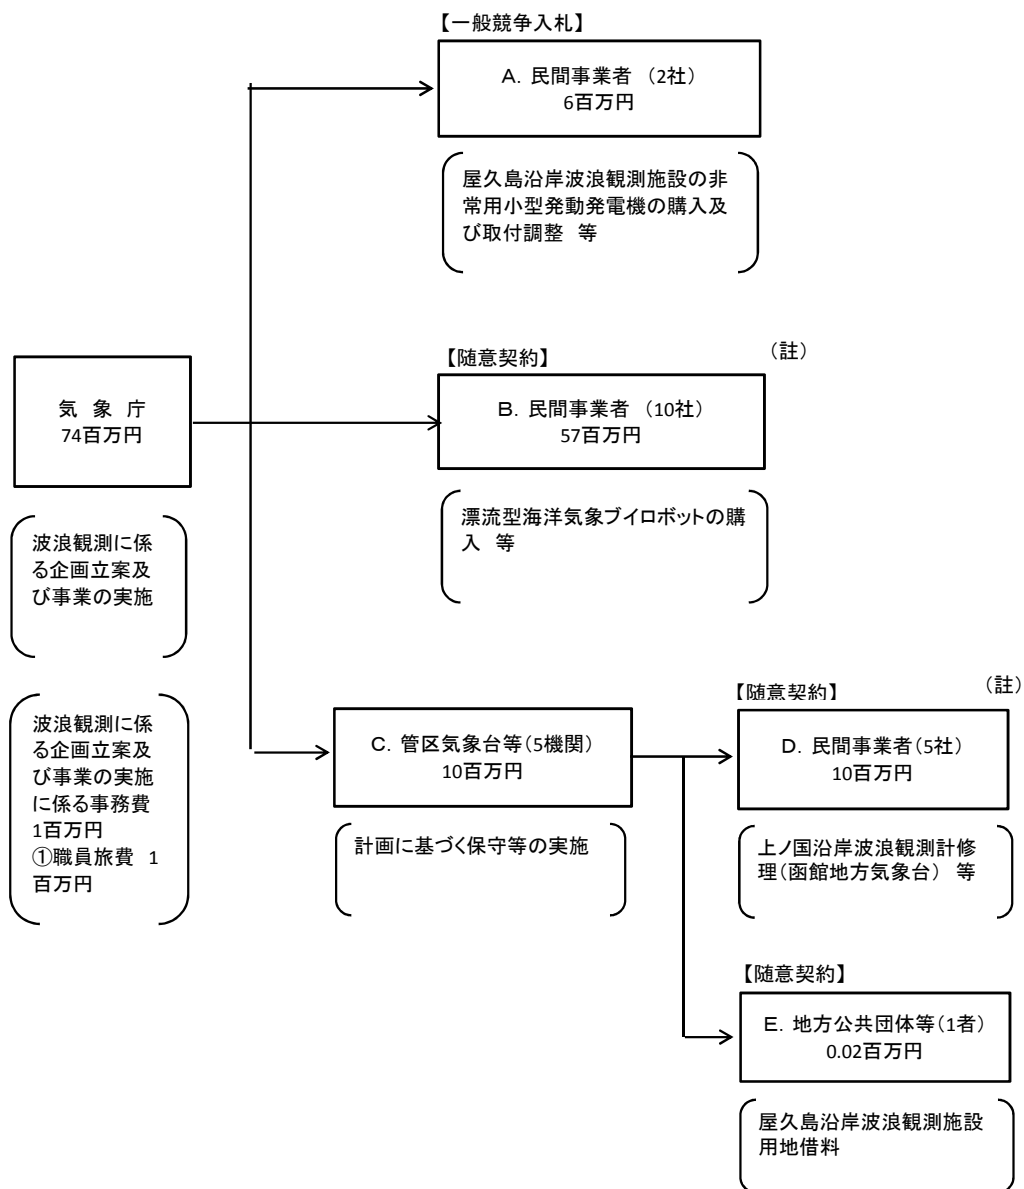 【一般競争入札】
A. 民間事業者 (2社)
6百万円
屋久島沿岸波浪観測施設の非
常用小型発動発電機の購入及
び取付調整 等
【随意契約】
(註)
気 象 庁
74百万円
B. 民間事業者 (10社)
57百万円
波浪観測に係
る企画立案及
び事業の実施
漂流型海洋気象ブイロボットの購
入 等
波浪観測に係
る企画立案及
び事業の実施
に係る事務費
1百万円
①職員旅費 1
百万円
C. 管区気象台等(5機関)
10百万円
計画に基づく保守等の実施
【随意契約】
(註)
D. 民間事業者(5社)
10百万円
上ノ国沿岸波浪観測計修
理(函館地方気象台) 等
【随意契約】
E. 地方公共団体等(1者)
0.02百万円
屋久島沿岸波浪観測施設
用地借料